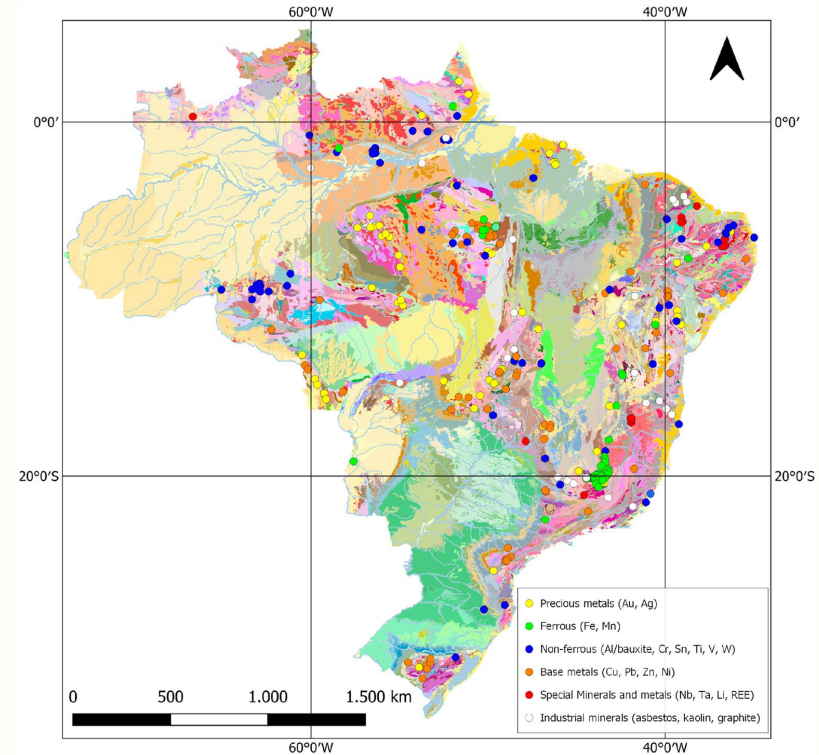 60°0'W 40°0'W
0°0' 0°0'
20°0'S 20°0'S
Precious metals (Au, Ag)
Ferrous (Fe, Mn)
Non-ferrous (Al/bauxite, Cr, Sn, Ti, V, W)
Base metals (Cu, Pb, Zn, Ni)
Special Minerals and metals (Nb, Ta, Li, REE)
Industrial minerals (asbestos, kaolin, graphite)
0 500 1.000 1.500 km
60°0'W 40°0'W